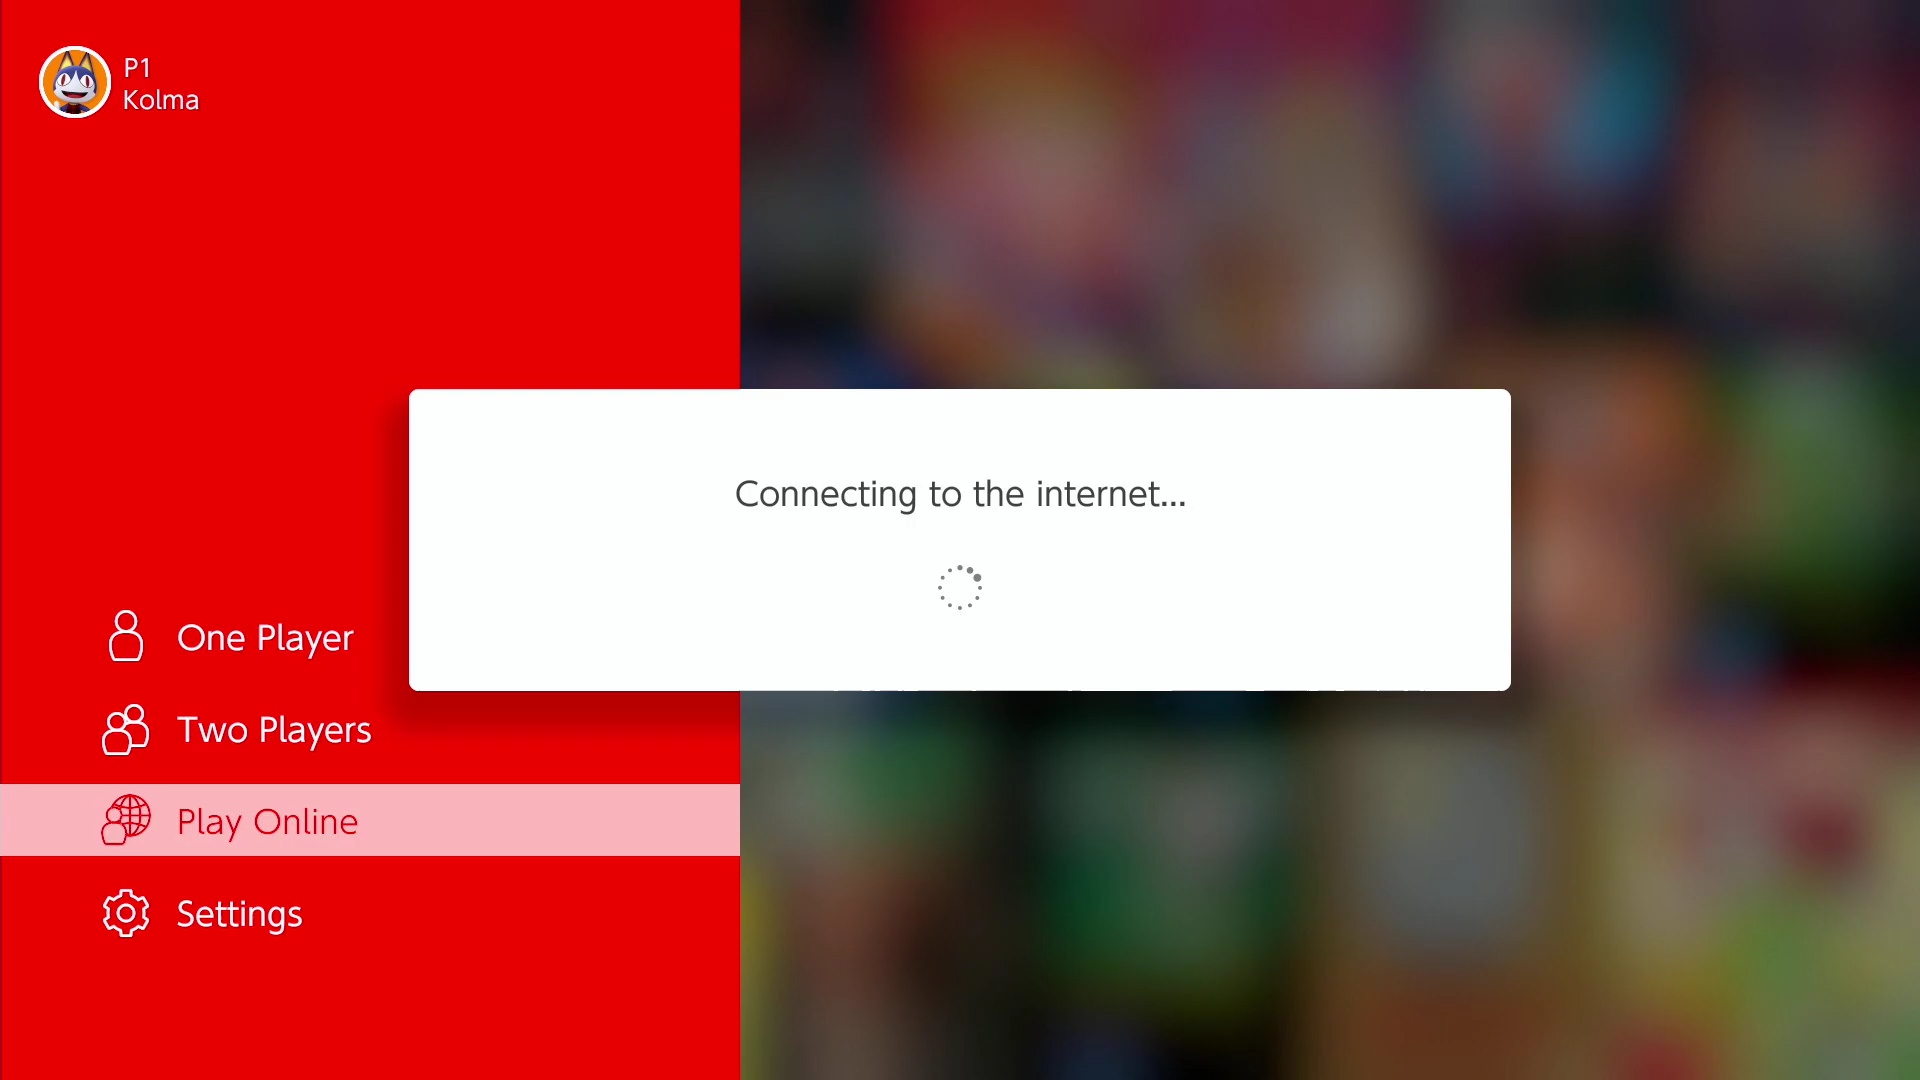 P1
Kolma
Connecting to the internet...
One Player
Two Players
Play Online
Settings